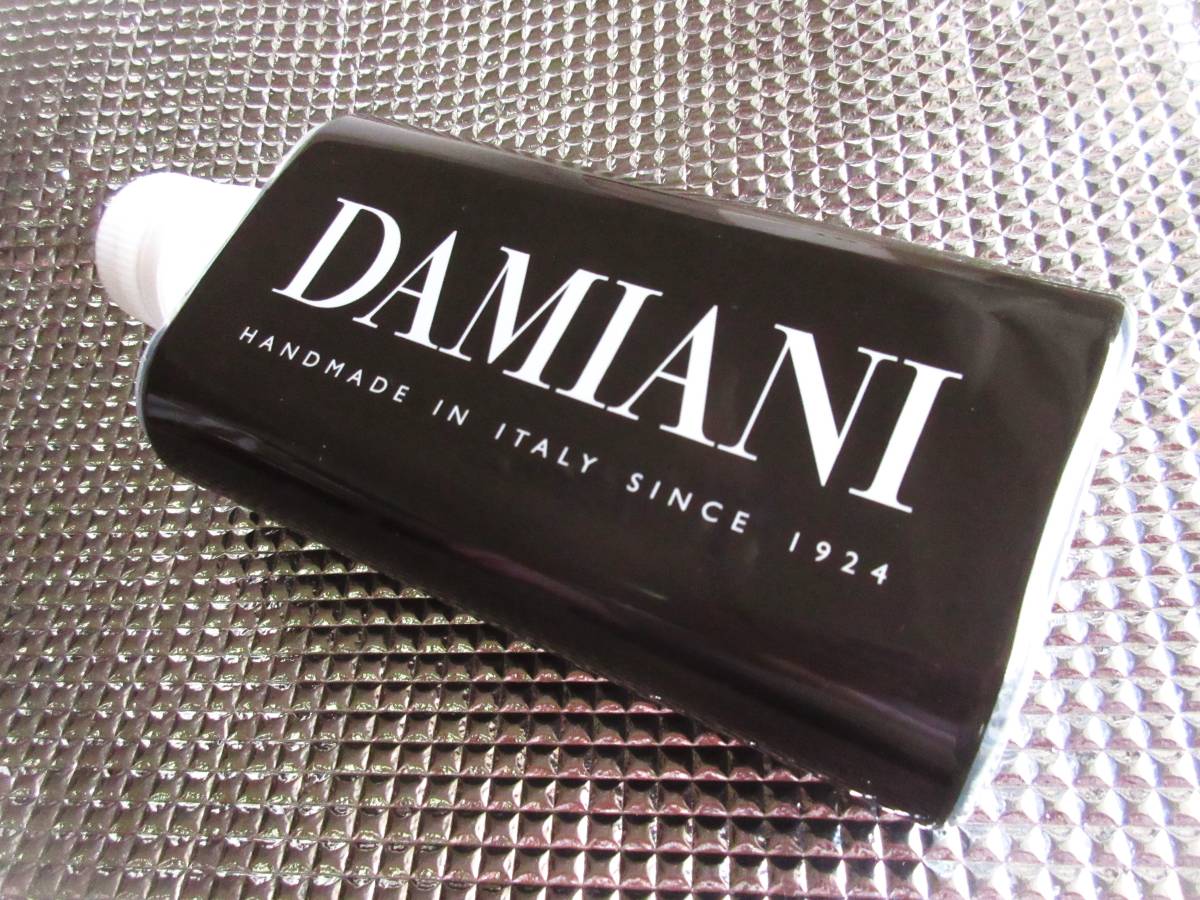 DAMIANI
HANDMADE IN ITALY SINCE 1924